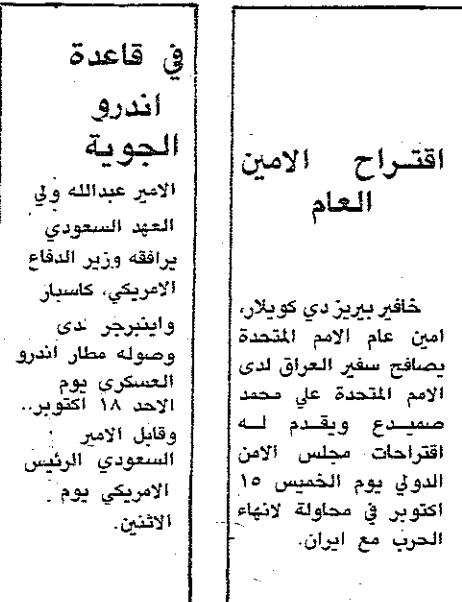 اقتراح الامين
العام
خافير بيريز دي كويلار،
امين عام الامم المتحدة
يصافح سفير العراق لدى
الامم المتحدة علي محمد
صميدع ويقدم له
اقتراحات مجلس الامن
الدولي يوم الخميس ١٥
اكتوبر في محاولة لانهاء
الحرب مع ايران.
في قاعدة
اندرو
الجوية
الامير عبدالله ولي
العهد السعودي
يرافقه وزير الدفاع
الامريكي، كاسبار
واينبرجر لدى
وصوله مطار اندرو
العسكري يوم
الاحد ١٨ اكتوبر..
وقابل الامير
السعودي الرئيس
الامريكي يوم
الاثنين.